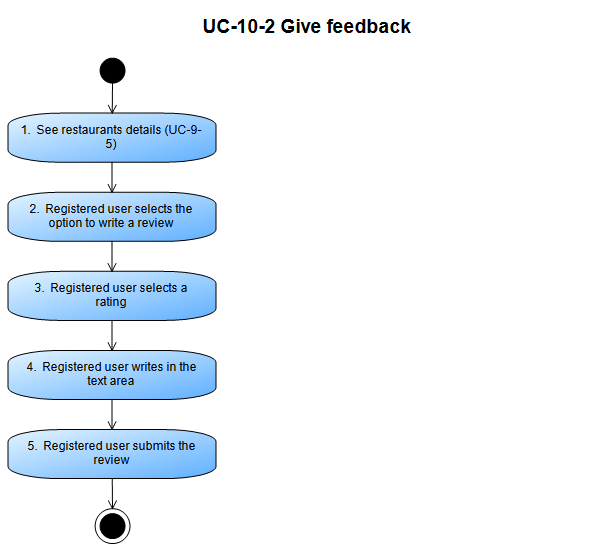 UC-10-2 Give feedback
1. See restaurants details (UC-9-
5)
2. Registered user selects the
option to write a review
3. Registered user selects a
rating
4. Registered user writes in the
text area
5. Registered user submits the
review